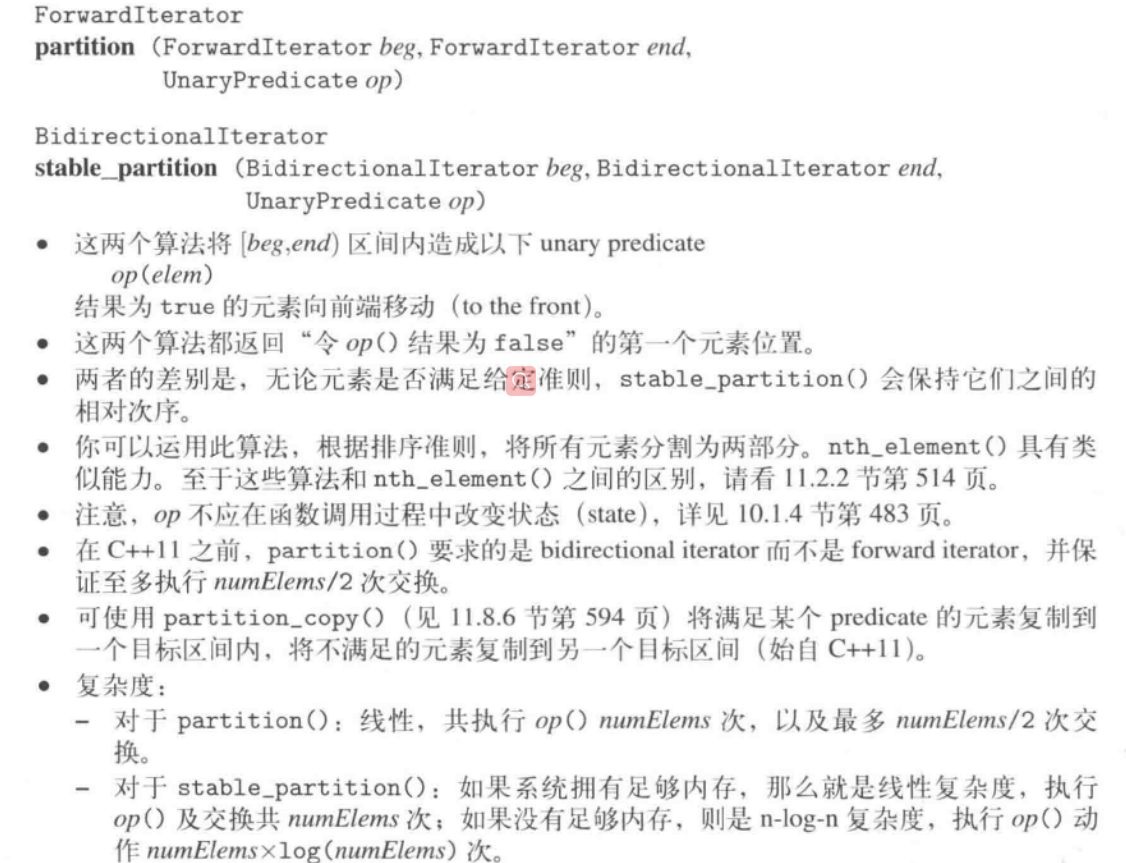 ForwardIterator
partition (ForwardIterator beg, ForwardIterator end,
UnaryPredicate op)
BidirectionalIterator
stable_partition (BidirectionalIterator beg, BidirectionalIterator end,
UnaryPredicate op)
• 这两个算法将 [beg,end) 区间内造成以下 unary predicate
op(elem)
结果为 true 的元素向前端移动（to the front）。
• 这两个算法都返回“令 op() 结果为 false”的第一个元素位置。
• 两者的差别是，无论元素是否满足给定准则，stable_partition() 会保持它们之间的
相对次序。
• 你可以运用此算法，根据排序准则，将所有元素分割为两部分。nth_element() 具有类
似能力。至于这些算法和 nth_element() 之间的区别，请看 11.2.2 节第 514 页。
• 注意，op 不应在函数调用过程中改变状态（state），详见 10.1.4 节第 483 页。
• 在 C++11 之前，partition() 要求的是 bidirectional iterator 而不是 forward iterator，并保
证至多执行 numElems/2 次交换。
• 可使用 partition_copy()（见 11.8.6 节第 594 页）将满足某个 predicate 的元素复制到
一个目标区间内，将不满足的元素复制到另一个目标区间（始自 C++11）。
• 复杂度：
– 对于 partition()：线性，共执行 op() numElems 次，以及最多 numElems/2 次交
换。
– 对于 stable_partition()：如果系统拥有足够内存，那么就是线性复杂度，执行
op() 及交换共 numElems 次；如果没有足够内存，则是 n-log-n 复杂度，执行 op() 动
作 numElems×log(numElems) 次。